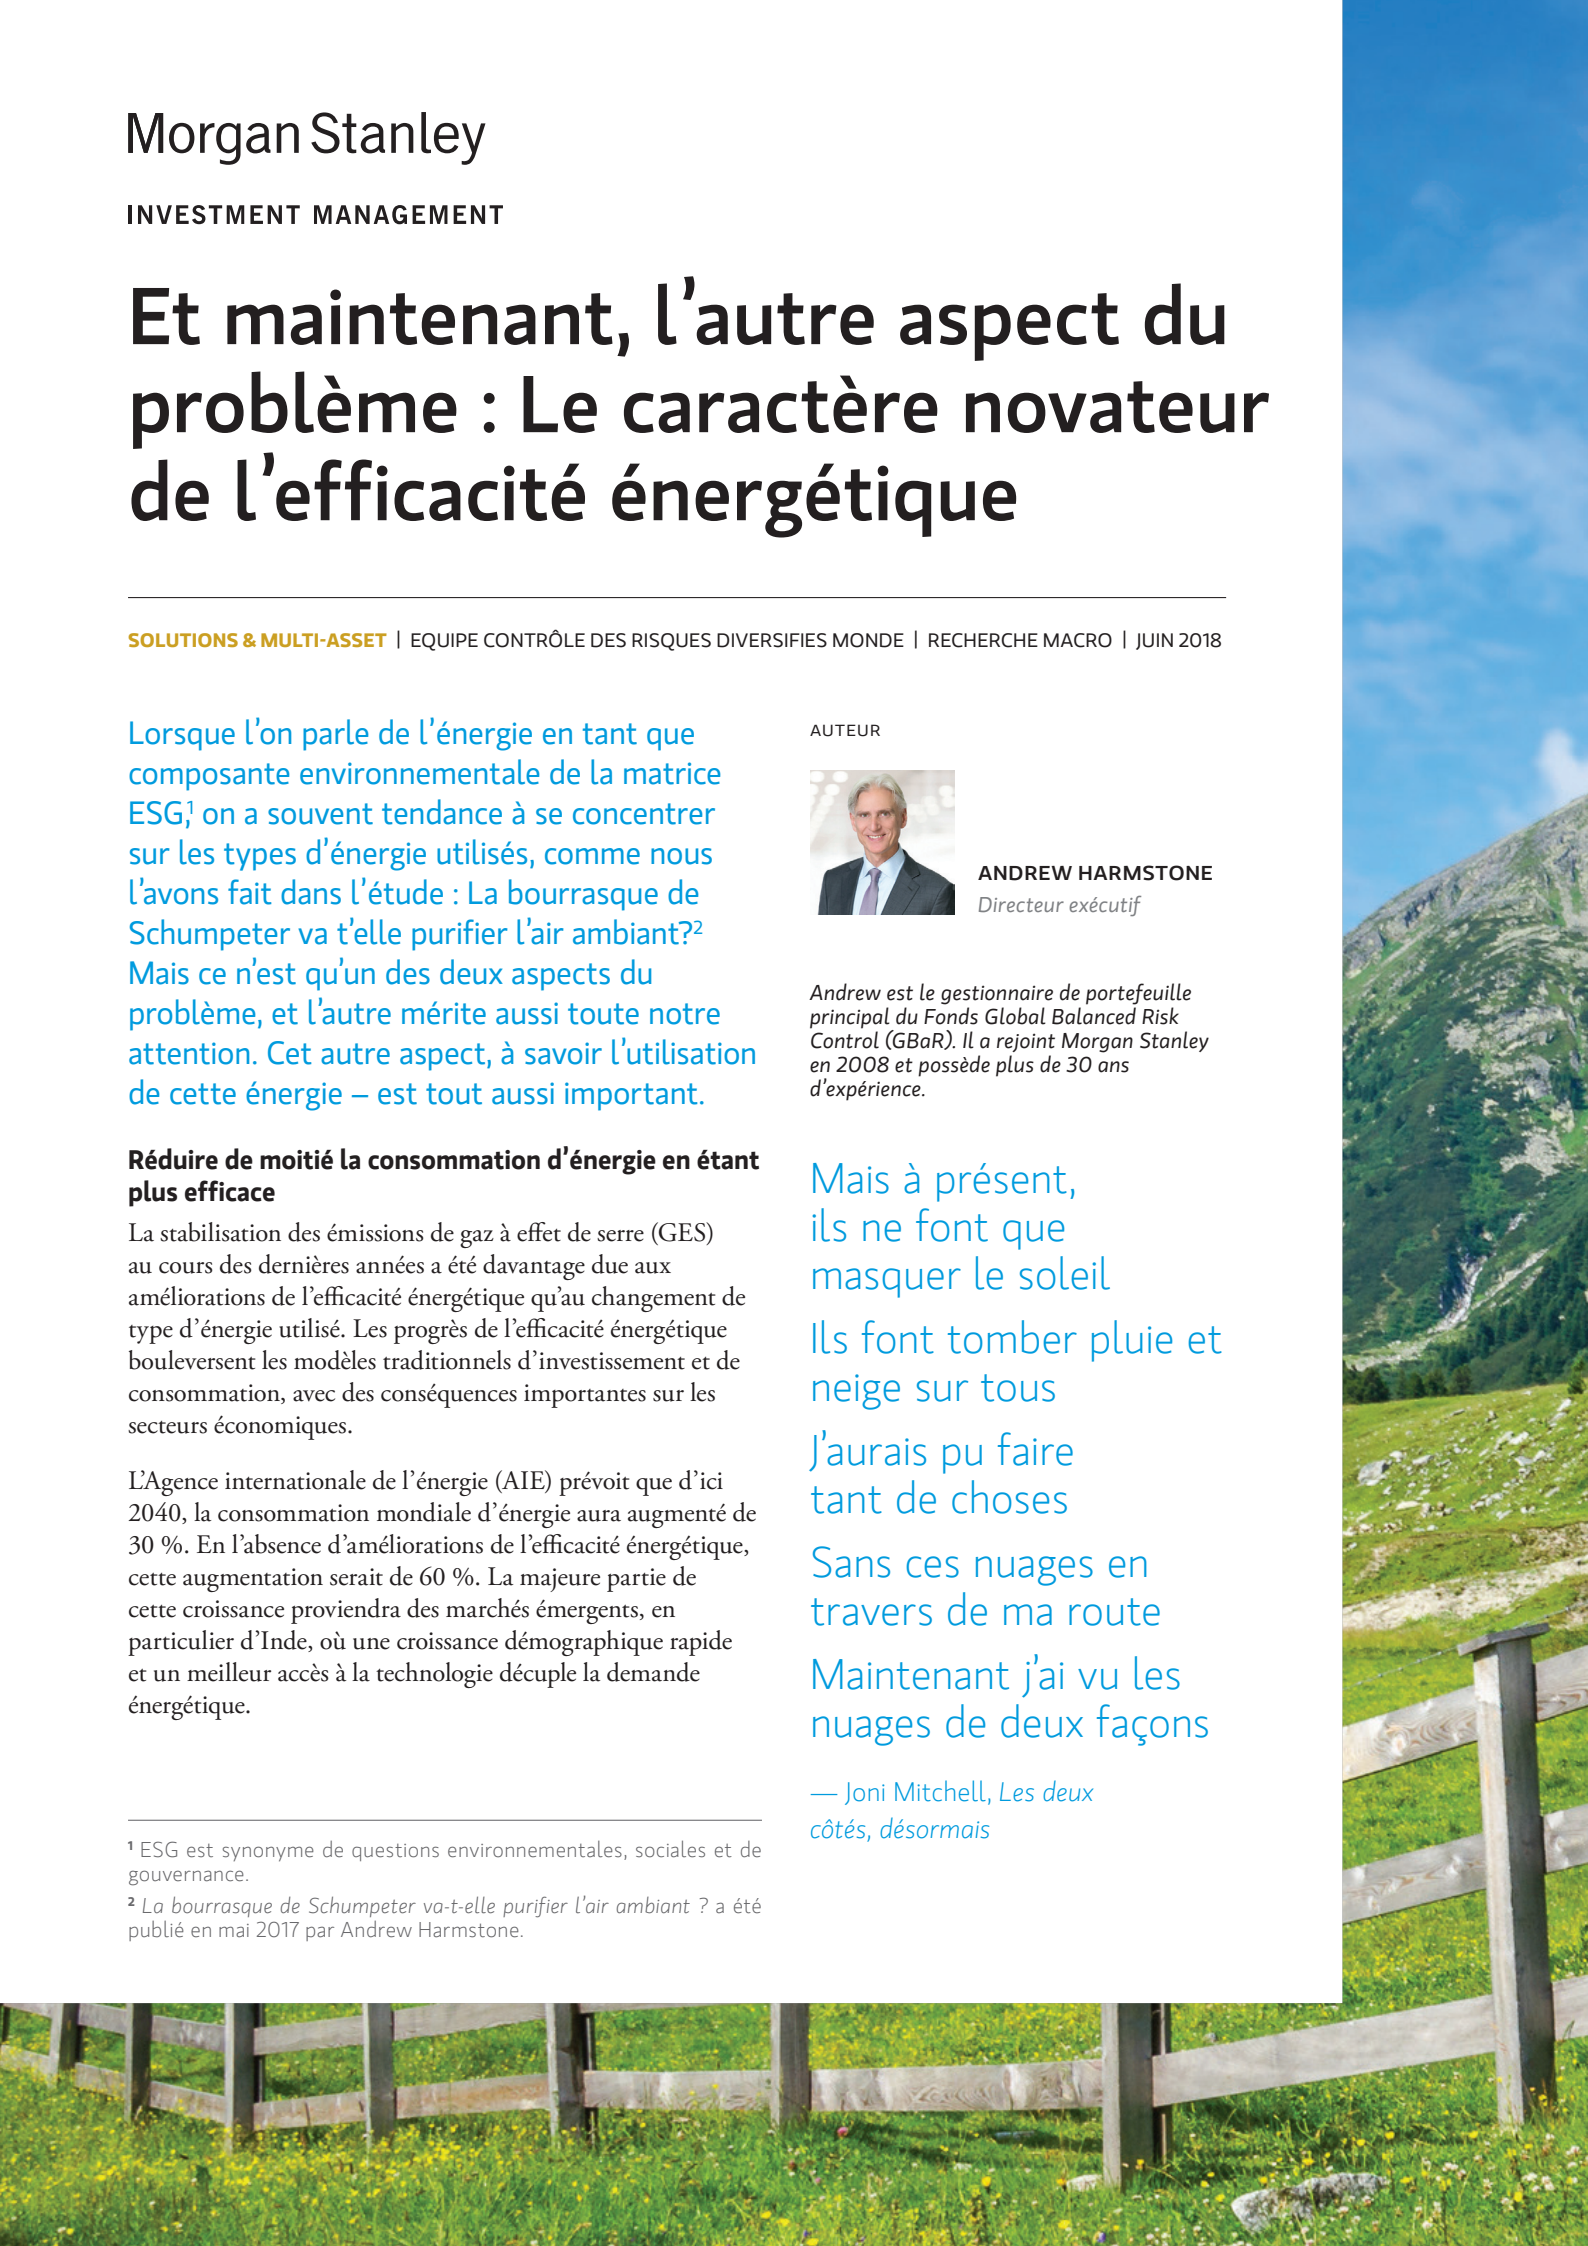 Morgan Stanley
INVESTMENT MANAGEMENT
Et maintenant, l’autre aspect du
problème : Le caractère novateur
de l’efficacité énergétique
SOLUTIONS & MULTI-ASSET | EQUIPE CONTRÔLE DES RISQUES DIVERSIFIES MONDE | RECHERCHE MACRO | JUIN 2018
Lorsque l’on parle de l’énergie en tant que
composante environnementale de la matrice
ESG,¹ on a souvent tendance à se concentrer
sur les types d’énergie utilisés, comme nous
l’avons fait dans l’étude : La bourrasque de
Schumpeter va t’elle purifier l’air ambiant?²
Mais ce n’est qu’un des deux aspects du
problème, et l’autre mérite aussi toute notre
attention. Cet autre aspect, à savoir l’utilisation
de cette énergie – est tout aussi important.
Réduire de moitié la consommation d’énergie en étant
plus efficace
La stabilisation des émissions de gaz à effet de serre (GES)
au cours des dernières années a été davantage due aux
améliorations de l’efficacité énergétique qu’au changement de
type d’énergie utilisé. Les progrès de l’efficacité énergétique
bouleversent les modèles traditionnels d’investissement et de
consommation, avec des conséquences importantes sur les
secteurs économiques.
L’Agence internationale de l’énergie (AIE) prévoit que d’ici
2040, la consommation mondiale d’énergie aura augmenté de
30 %. En l’absence d’améliorations de l’efficacité énergétique,
cette augmentation serait de 60 %. La majeure partie de
cette croissance proviendra des marchés émergents, en
particulier d’Inde, où une croissance démographique rapide
et un meilleur accès à la technologie décuple la demande
énergétique.
¹ ESG est synonyme de questions environnementales, sociales et de
gouvernance.
² La bourrasque de Schumpeter va-t-elle purifier l’air ambiant ? a été
publié en mai 2017 par Andrew Harmstone.
AUTEUR
ANDREW HARMSTONE
Directeur exécutif
Andrew est le gestionnaire de portefeuille
principal du Fonds Global Balanced Risk
Control (GBaR). Il a rejoint Morgan Stanley
en 2008 et possède plus de 30 ans
d’expérience.
Mais à présent,
ils ne font que
masquer le soleil
Ils font tomber pluie et
neige sur tous
J’aurais pu faire
tant de choses
Sans ces nuages en
travers de ma route
Maintenant j’ai vu les
nuages de deux façons
— Joni Mitchell, Les deux
côtés, désormais